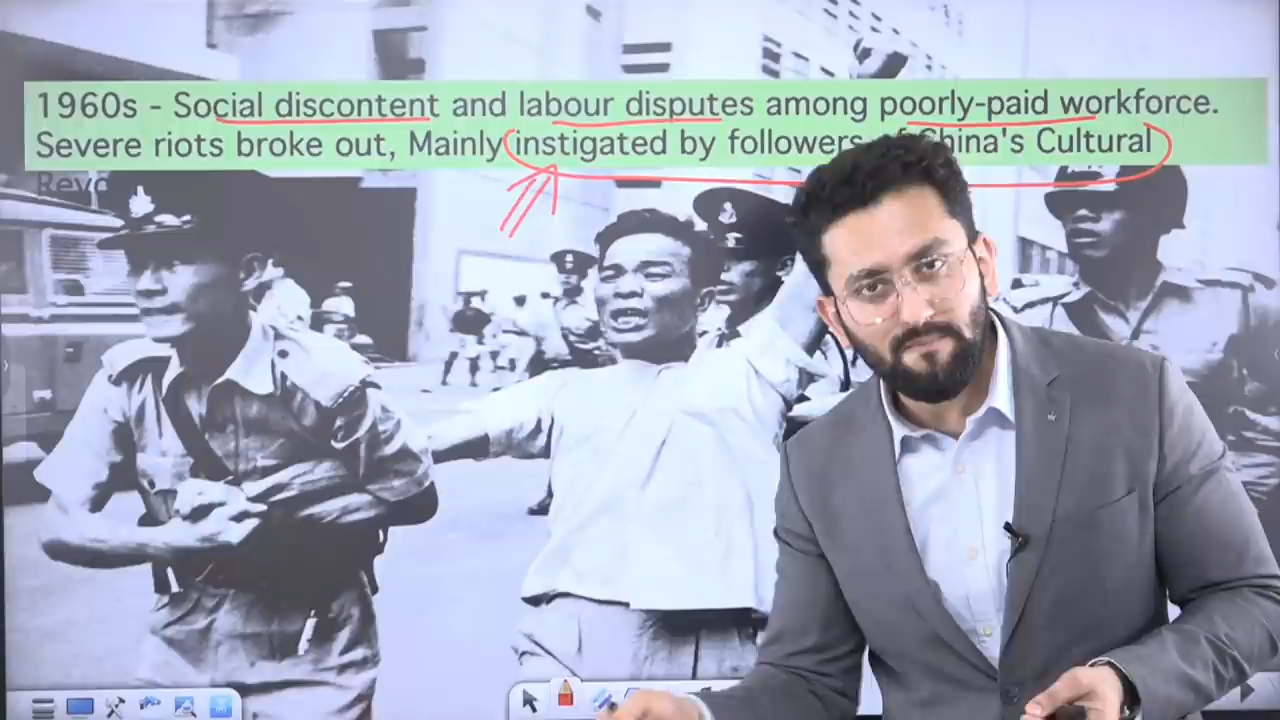 1960s - Social discontent and labour disputes among poorly-paid workforce.
Severe riots broke out, Mainly instigated by followers China's Cultural